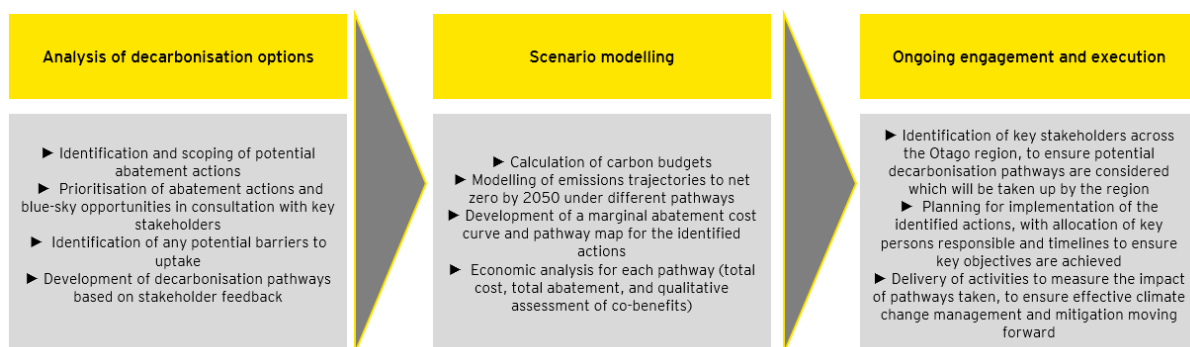 Analysis of decarbonisation options
► Identification and scoping of potential
abatement actions
► Prioritisation of abatement actions and
blue-sky opportunities in consultation with key
stakeholders
► Identification of any potential barriers to
uptake
► Development of decarbonisation pathways
based on stakeholder feedback
Scenario modelling
► Calculation of carbon budgets
► Modelling of emissions trajectories to net
zero by 2050 under different pathways
► Development of a marginal abatement cost
curve and pathway map for the identified
actions
► Economic analysis for each pathway (total
cost, total abatement, and qualitative
assessment of co-benefits)
Ongoing engagement and execution
► Identification of key stakeholders across
the Otago region, to ensure potential
decarbonisation pathways are considered
which will be taken up by the region
► Planning for implementation of the
identified actions, with allocation of key
persons responsible and timelines to ensure
key objectives are achieved
► Delivery of activities to measure the impact
of pathways taken, to ensure effective climate
change management and mitigation moving
forward